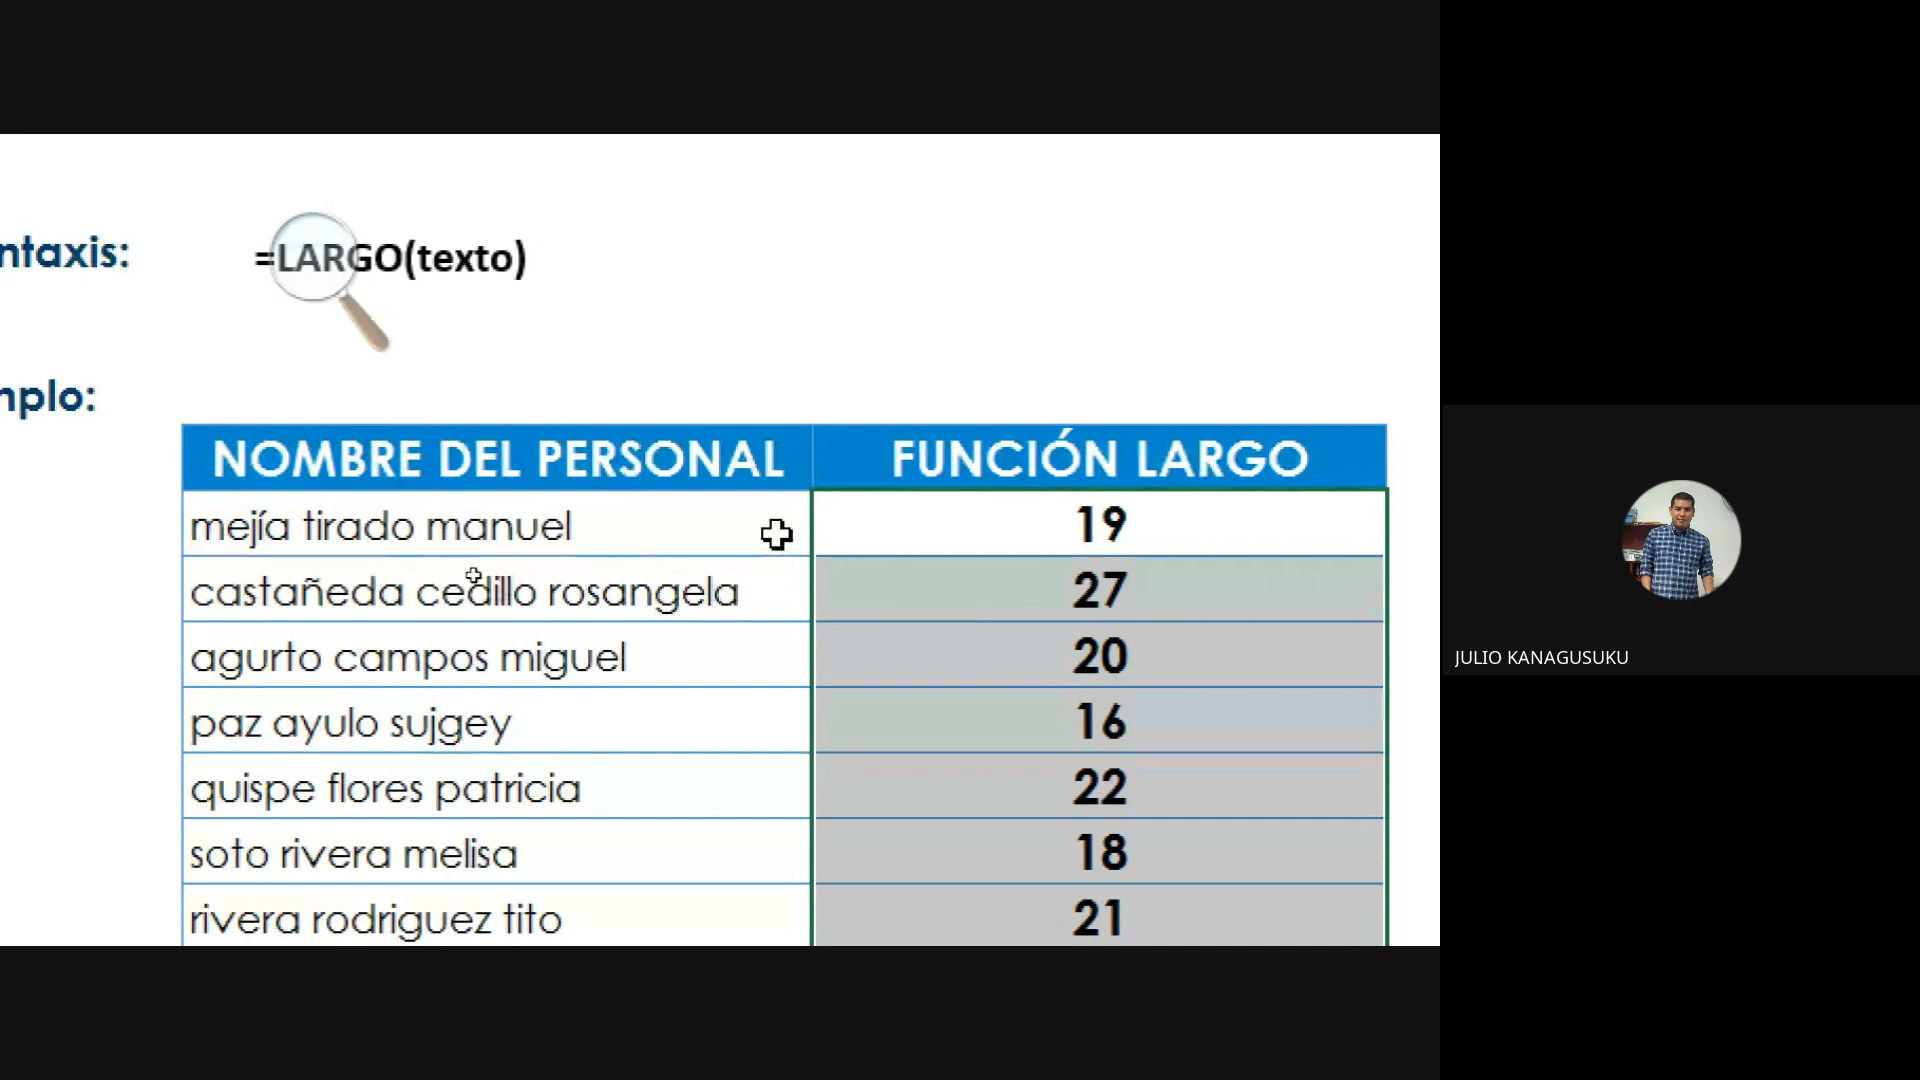 ntaxis:
=LARGO(texto)
mplo:
NOMBRE DEL PERSONAL FUNCIÓN LARGO
mejía tirado manuel 19
castañeda cedillo rosangela 27
agurto campos miguel 20
paz ayulo sujgey 16
quispe flores patricia 22
soto rivera melisa 18
rivera rodriguez tito 21
JULIO KANAGUSUKU